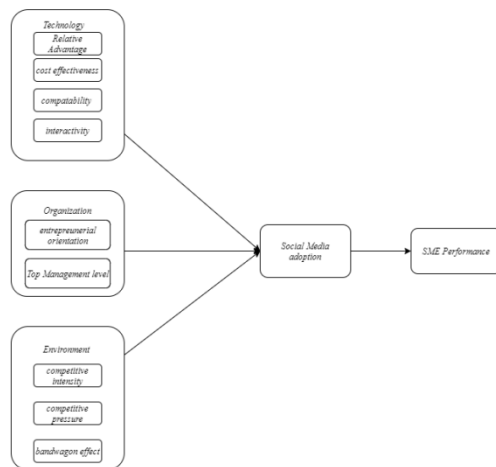 Technology
Relative
Advantage
cost effectiveness
compatability
interactivity
Organization
entrepreunerial
orientation
Top Management level
Social Media
adoption
SME Performance
Environment
competitive
intensity
competitive
pressure
bandwagon effect